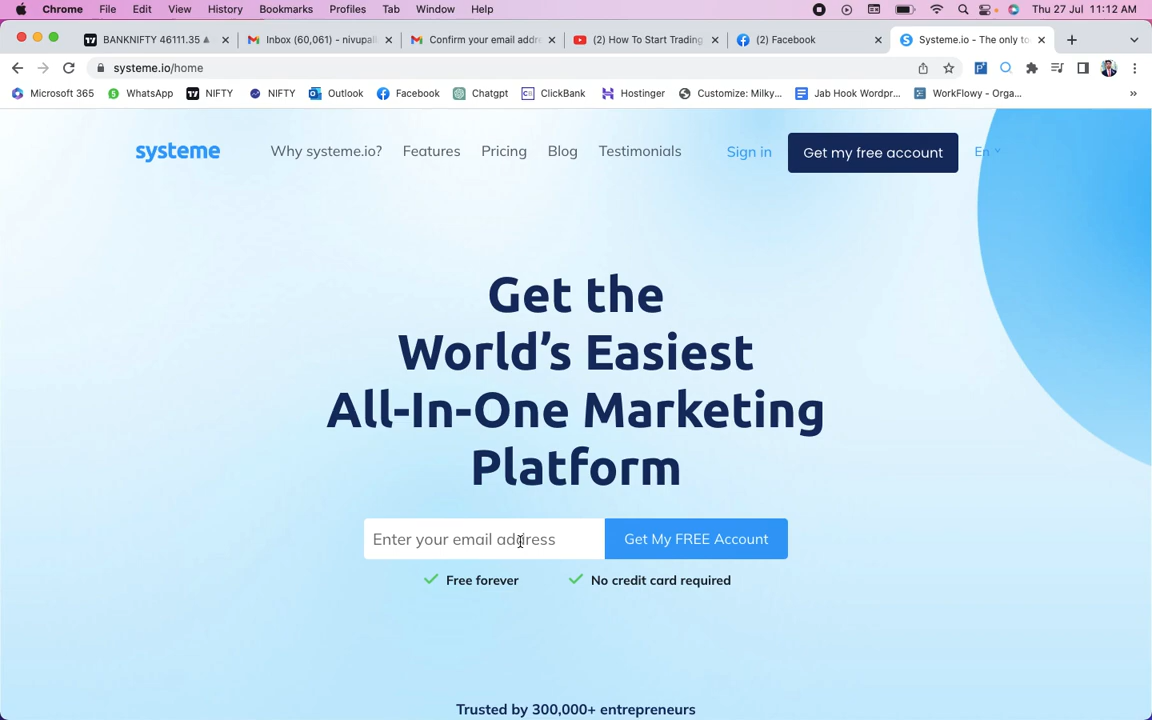 Chrome File Edit View History Bookmarks Profiles Tab Window Help Thu 27 Jul 11:12 AM
BANKNIFTY 46111.35 Inbox (60,061) - nivupai Confirm your email addre (2) How To Start Trading (2) Facebook Systeme.io - The only to
systeme.io/home
Microsoft 365 WhatsApp NIFTY NIFTY Outlook Facebook Chatgpt ClickBank Hostinger Customize: Milky... Jab Hook Wordpr... WorkFlowy - Orga... »
systeme Why systeme.io? Features Pricing Blog Testimonials Sign in Get my free account En
Get the
World's Easiest
All-In-One Marketing
Platform
Enter your email address Get My FREE Account
Free forever No credit card required
Trusted by 300,000+ entrepreneurs